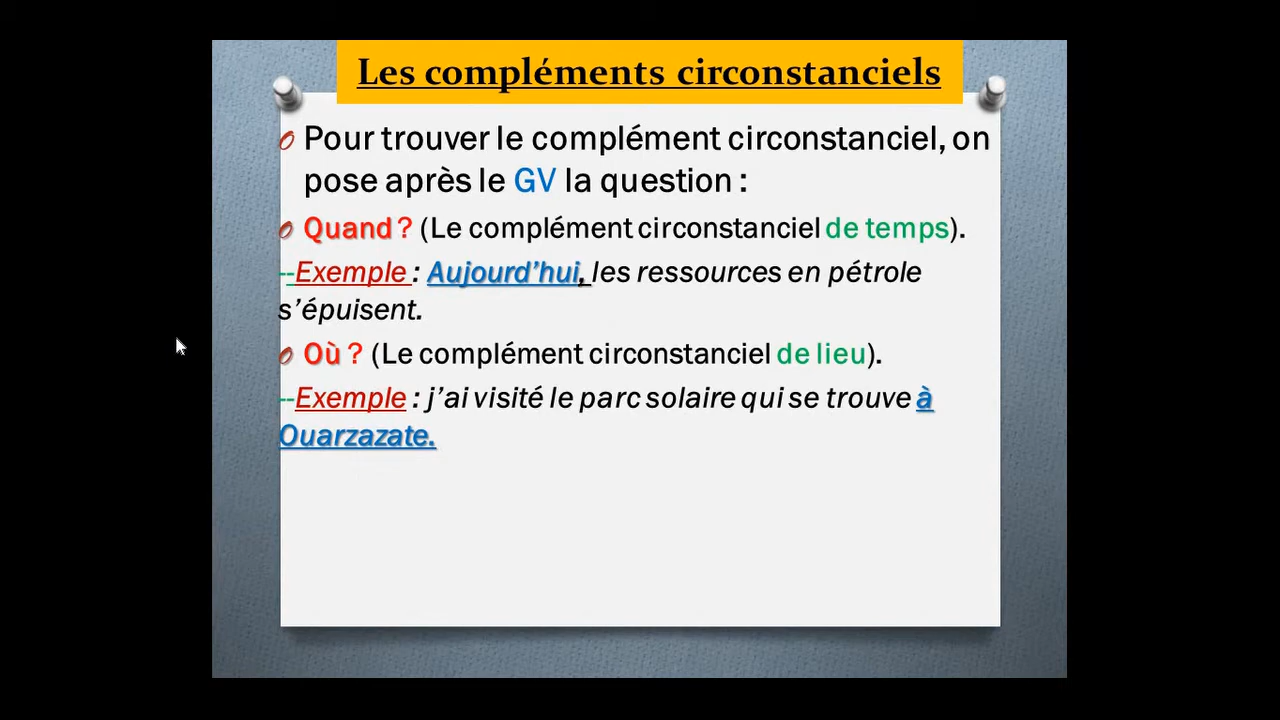 Les compléments circonstanciels
Pour trouver le complément circonstanciel, on
pose après le GV la question :
Quand ? (Le complément circonstanciel de temps).
--Exemple : Aujourd’hui, les ressources en pétrole
s’épuisent.
Où ? (Le complément circonstanciel de lieu).
--Exemple : j’ai visité le parc solaire qui se trouve à
Ouarzazate.